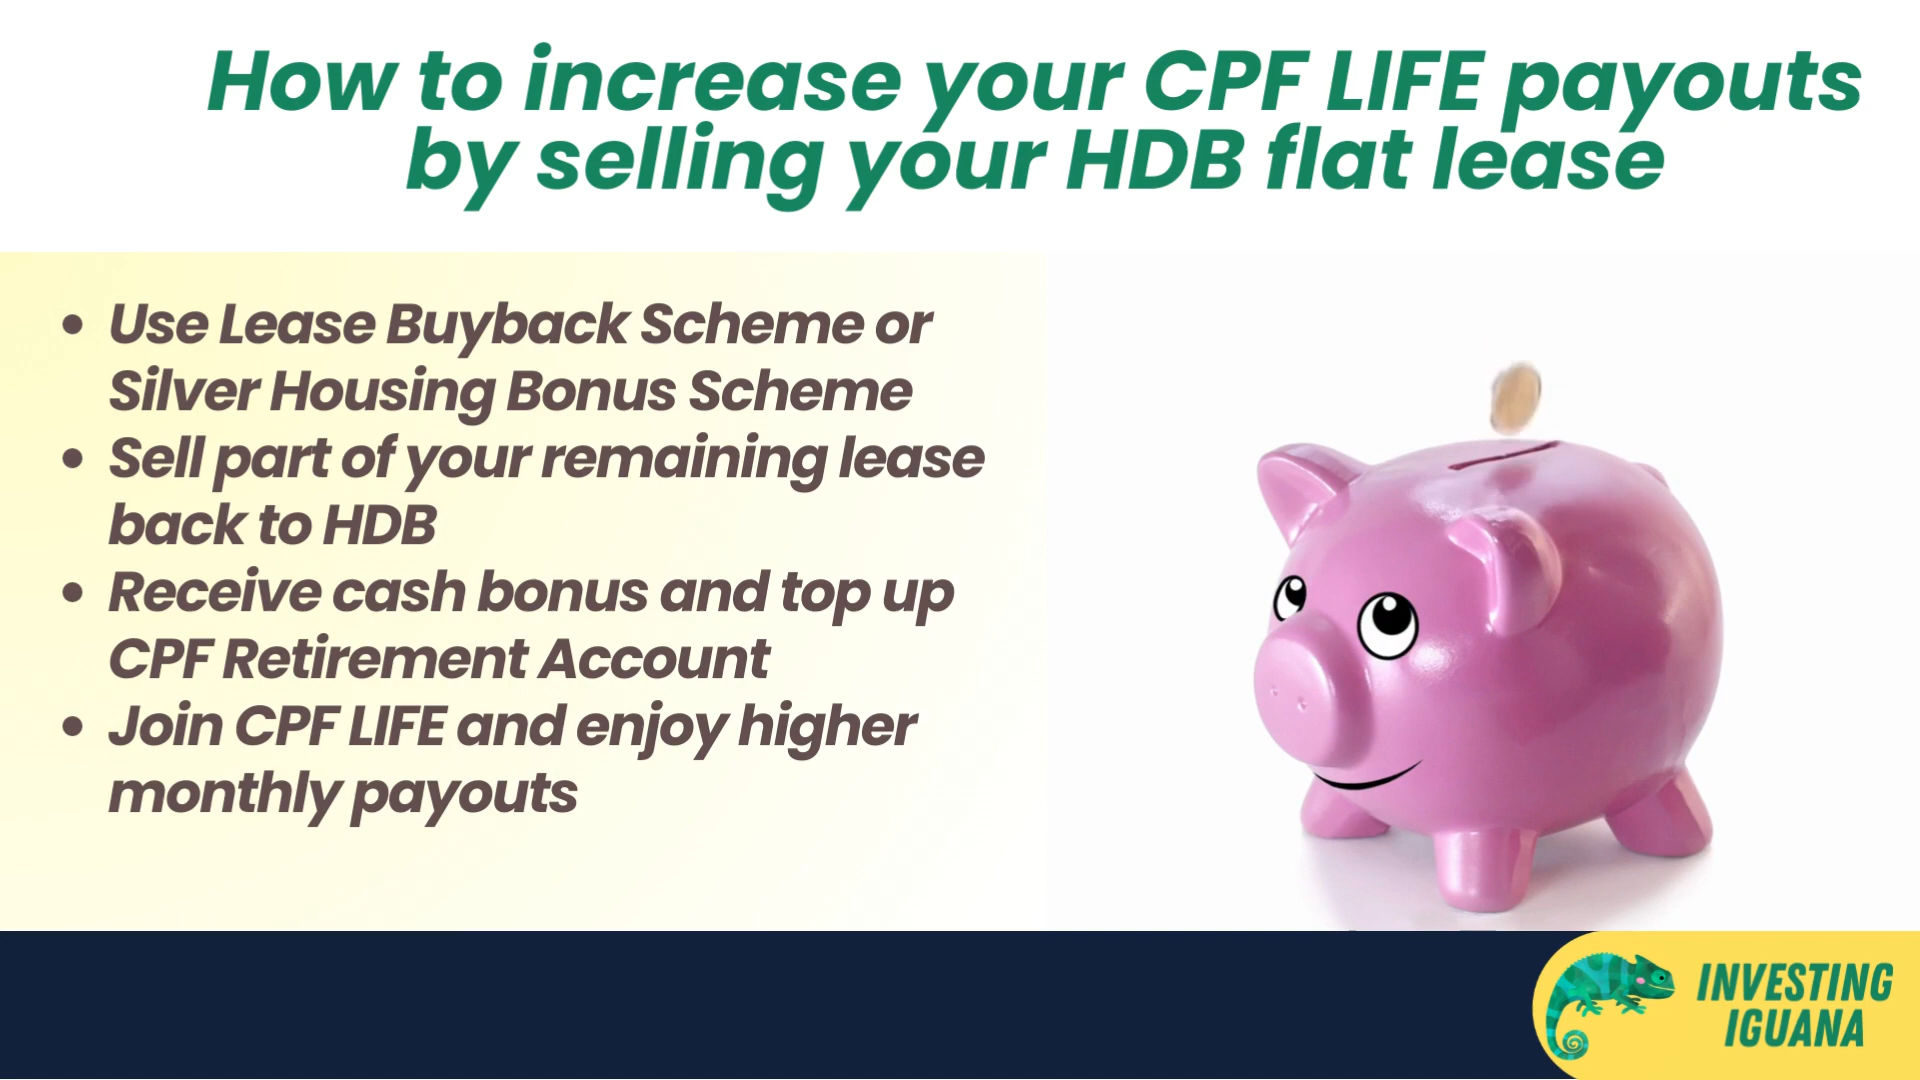 How to increase your CPF LIFE payouts
by selling your HDB flat lease
• Use Lease Buyback Scheme or
Silver Housing Bonus Scheme
• Sell part of your remaining lease
back to HDB
• Receive cash bonus and top up
CPF Retirement Account
• Join CPF LIFE and enjoy higher
monthly payouts
INVESTING
IGUANA